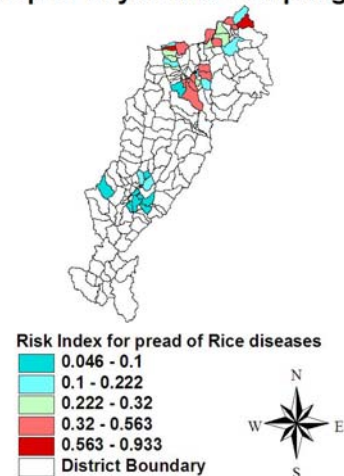 Risk Index for pread of Rice diseases
0.046 - 0.1
0.1 - 0.222
0.222 - 0.32
0.32 - 0.563
0.563 - 0.933
District Boundary
N
W E
S